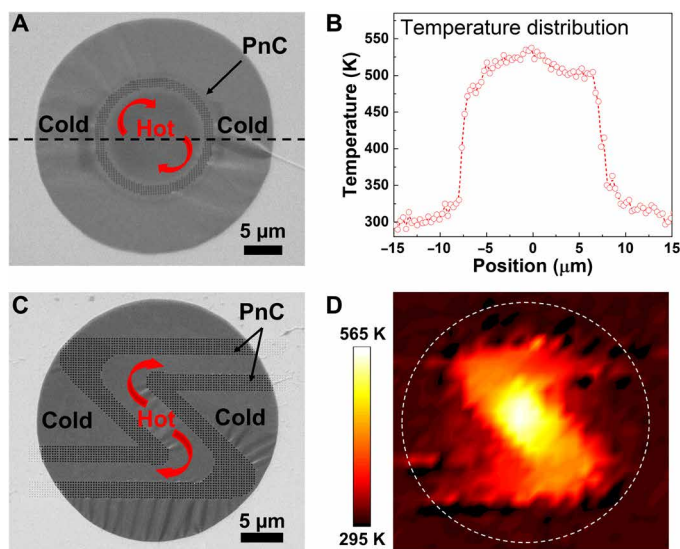 A
PnC
Cold
Hot
Cold
5 µm
B
Temperature distribution
Temperature (K)
550
500
450
400
350
300
-15
-10
-5
0
5
10
15
Position (µm)
C
PnC
Cold
Hot
Cold
5 µm
D
565 K
295 K